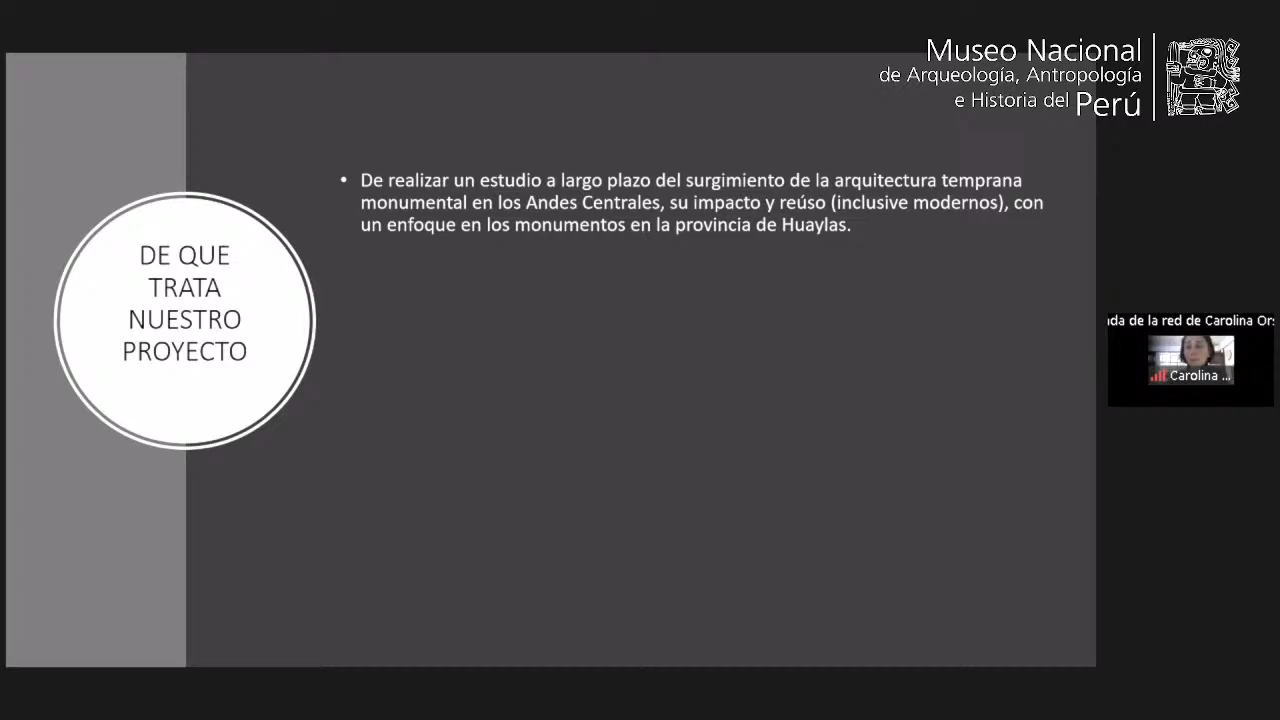 Museo Nacional
de Arqueología, Antropología
e Historia del Perú
DE QUE
TRATA
NUESTRO
PROYECTO
• De realizar un estudio a largo plazo del surgimiento de la arquitectura temprana
monumental en los Andes Centrales, su impacto y reúso (inclusive modernos), con
un enfoque en los monumentos en la provincia de Huaylas.
da de la red de Carolina Ors
Carolina ...